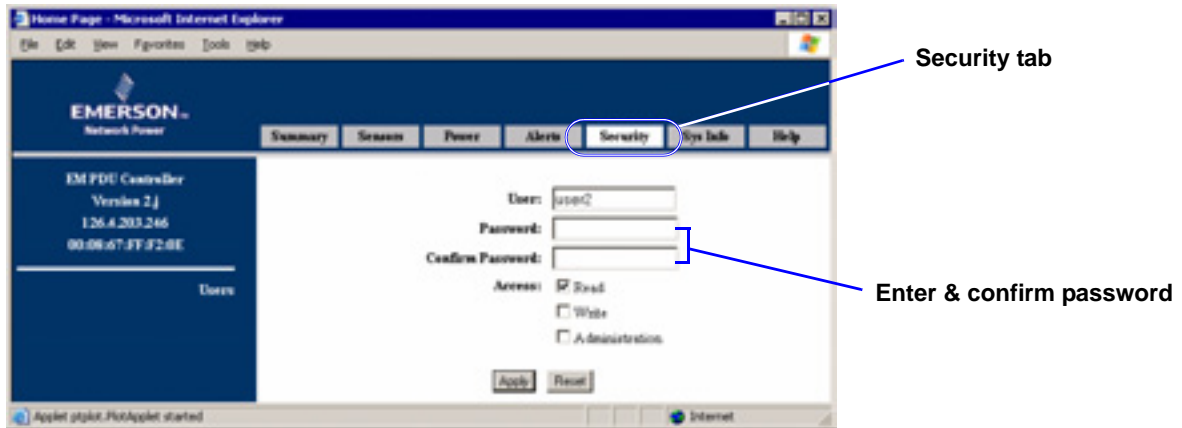 Home Page - Microsoft Internet Explorer
File Edit View Favorites Tools Help
Security tab
EMERSON™
Network Power
Summary Sensors Power Alerts Security Sys Info Help
EM PDU Controller
Version 2.j
126.4.203.246
00:08:67:FF:F2:0E
Users
User: user2
Password:
Confirm Password:
Access: Read
Write
Administration
Enter & confirm password
Apply Reset
Applet ptplot.PlotApplet started Internet